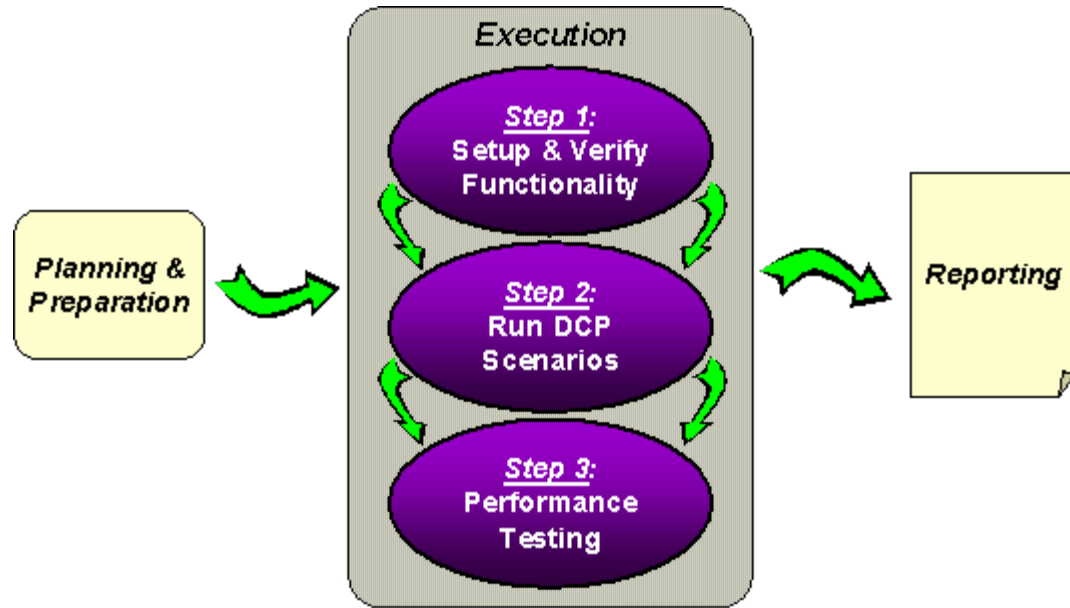 Planning &
Preparation
Execution
Step 1:
Setup & Verify
Functionality
Step 2:
Run DCP
Scenarios
Step 3:
Performance
Testing
Reporting